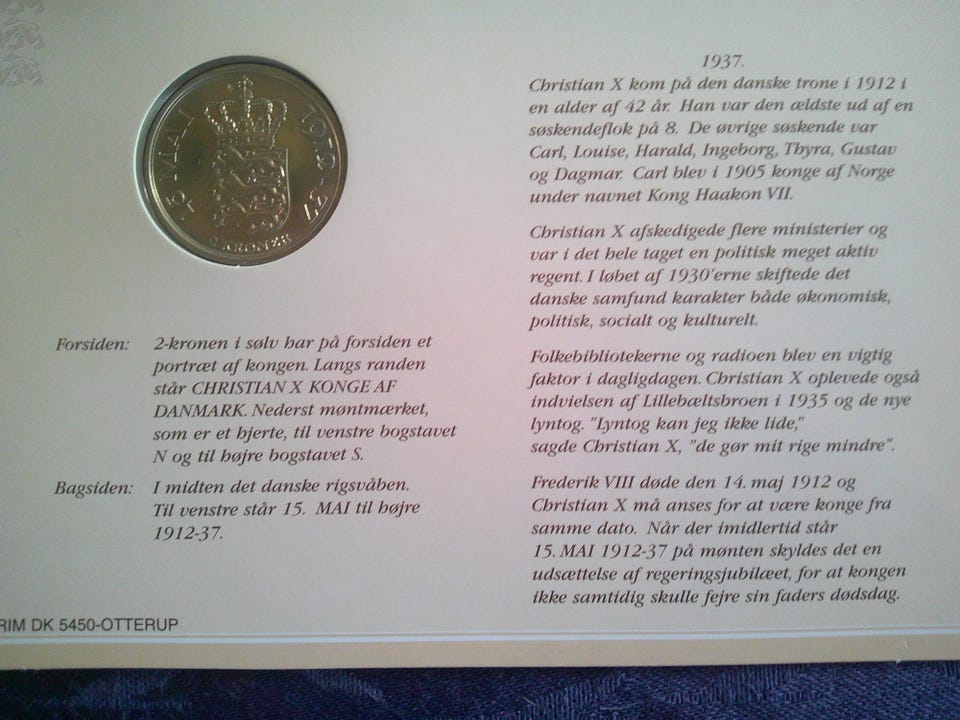 15 MAI 1912-37
2 KRONER
Forsiden: 2-kronen i sølv har på forsiden et
portræt af kongen. Langs randen
står CHRISTIAN X KONGE AF
DANMARK. Nederst møntmærket,
som er et hjerte, til venstre bogstavet
N og til højre bogstavet S.
Bagsiden: I midten det danske rigsvåben.
Til venstre står 15. MAI til højre
1912-37.
RIM DK 5450-OTTERUP
1937.
Christian X kom på den danske trone i 1912 i
en alder af 42 år. Han var den ældste ud af en
søskendeflok på 8. De øvrige søskende var
Carl, Louise, Harald, Ingeborg, Thyra, Gustav
og Dagmar. Carl blev i 1905 konge af Norge
under navnet Kong Haakon VII.
Christian X afskedigede flere ministerier og
var i det hele taget en politisk meget aktiv
regent. I løbet af 1930'erne skiftede det
danske samfund karakter både økonomisk,
politisk, socialt og kulturelt.
Folkebibliotekerne og radioen blev en vigtig
faktor i dagligdagen. Christian X oplevede også
indvielsen af Lillebæltsbroen i 1935 og de nye
lyntog. "Lyntog kan jeg ikke lide,"
sagde Christian X, "de gør mit rige mindre".
Frederik VIII døde den 14. maj 1912 og
Christian X må anses for at være konge fra
samme dato. Når der imidlertid står
15. MAI 1912-37 på mønten skyldes det en
udsættelse af regeringsjubilæet, for at kongen
ikke samtidig skulle fejre sin faders dødsdag.